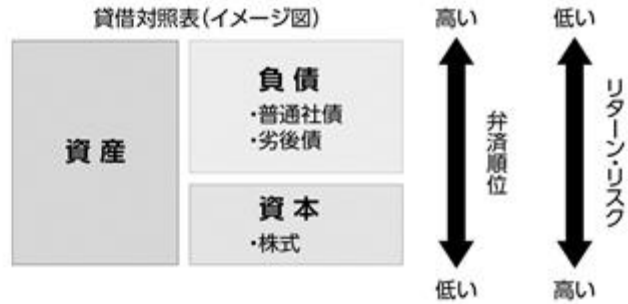 貸借対照表(イメージ図)
資産
負債
・普通社債
・劣後債
資本
・株式
高い
弁済順位
低い
低い
リターン・リスク
高い